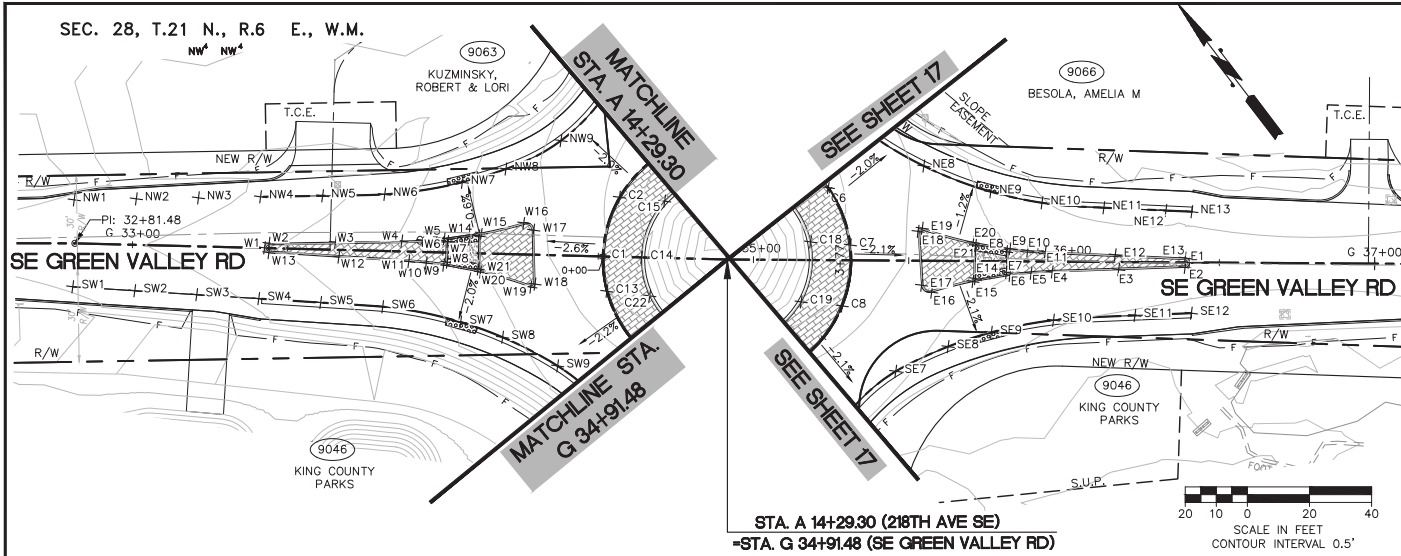 SEC. 28, T.21 N., R.6 E., W.M.
NW⁴ NW⁴
9063
KUZMINSKY,
ROBERT & LORI
MATCHLINE
STA. A 14+29.30
SEE SHEET 17
9066
BESOLA, AMELIA M
SLOPE
EASEMENT
T.C.E.
T.C.E.
NEW R/W
R/W
R/W
NW1
NW2
NW3
NW4
NW5
NW6
NW7
NW8
NW9
-2.0%
NE8
NE9
NE10
NE11
NE12
NE13
PI: 32+81.48
G 33+00
30'
R/W
SE GREEN VALLEY RD
W1
W2
W3
W4
W5
W6
W7
W8
W9
W10
W11
W12
W13
W14
W15
W16
W17
W18
W19
W20
W21
-2.6%
0+00
C1
C2
C15
C14
C13
C22
35+00
C6
C18
C7
C19
C8
-2.1%
E19
E18
E17
E16
E20
E21
E14
E15
E8
E7
E6
E9
E10
E11
E5
E4
36+00
E12
E3
E13
E1
E2
1.2%
G 37+00
SE GREEN VALLEY RD
SW1
SW2
SW3
SW4
SW5
SW6
SW7
SW8
SW9
-2.2%
-2.1%
-2.1%
SE7
SE8
SE9
SE10
SE11
SE12
30'
R/W
R/W
R/W
NEW R/W
MATCHLINE STA.
G 34+91.48
SEE SHEET 17
9046
KING COUNTY
PARKS
9046
KING COUNTY
PARKS
S.U.P.
STA. A 14+29.30 (218TH AVE SE)
=STA. G 34+91.48 (SE GREEN VALLEY RD)
20 10 0 20 40
SCALE IN FEET
CONTOUR INTERVAL 0.5'